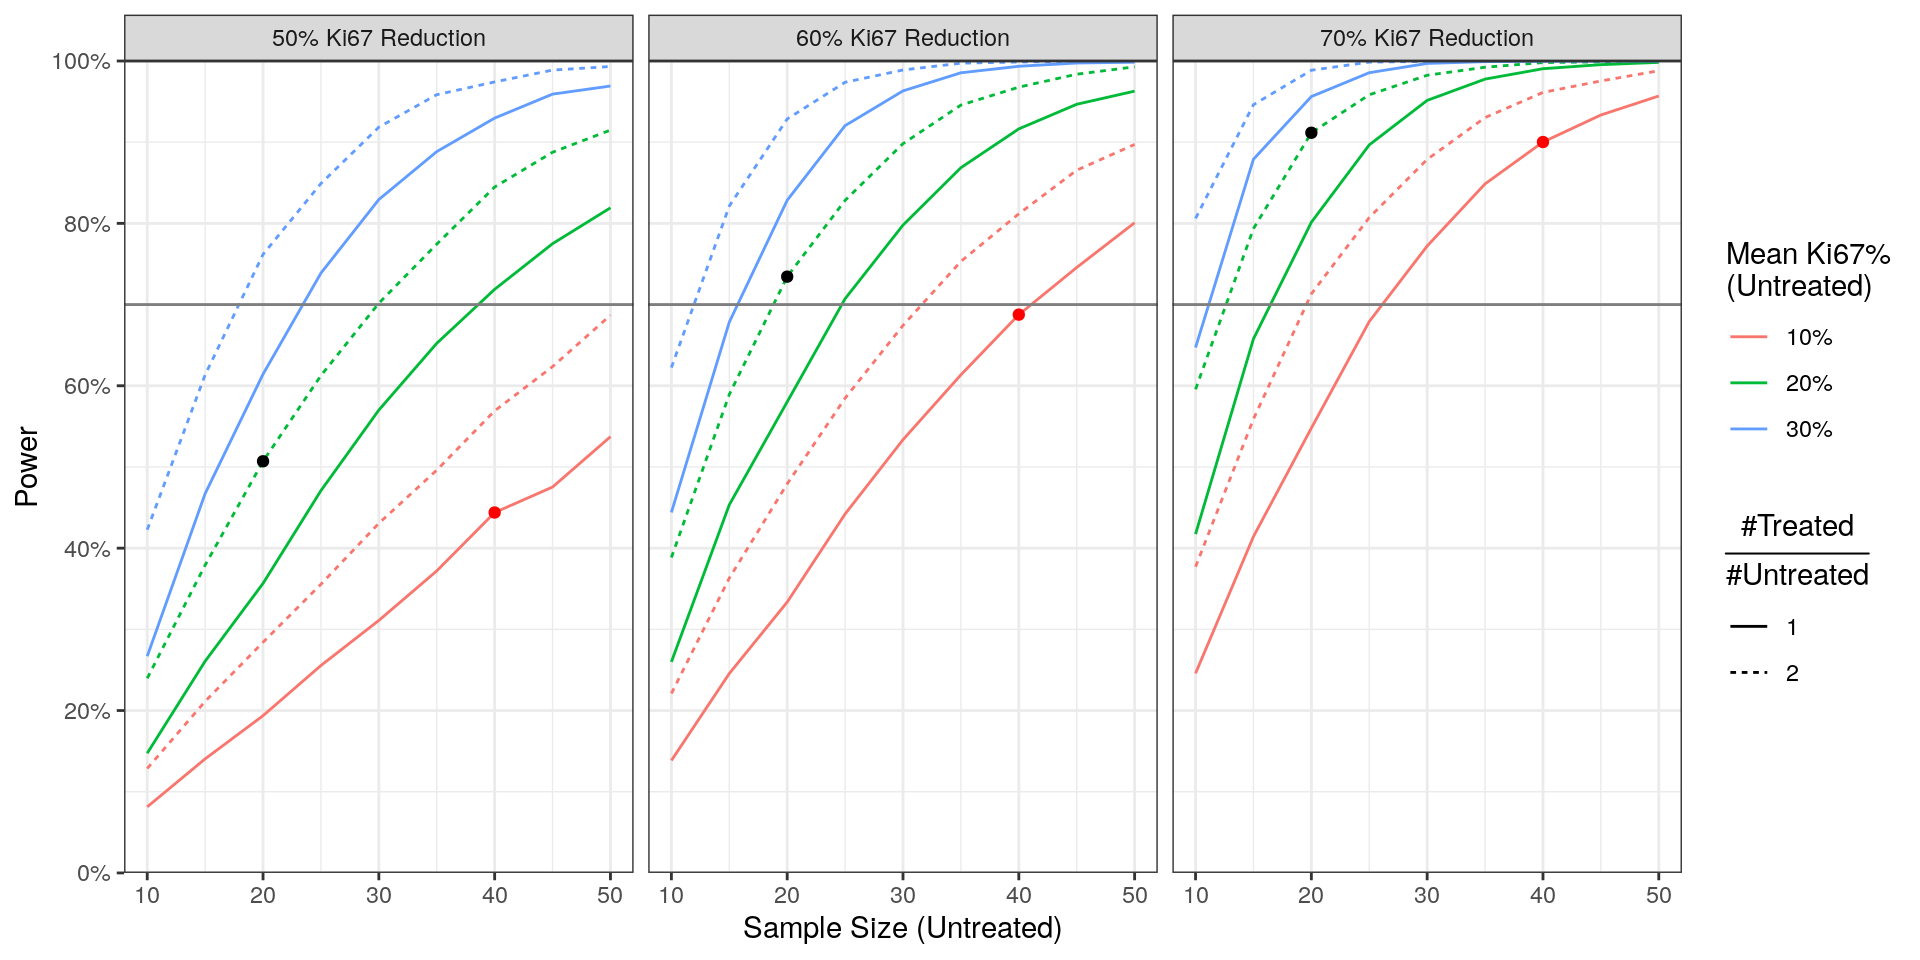 50% Ki67 Reduction
60% Ki67 Reduction
70% Ki67 Reduction
100%
80%
60%
40%
20%
0%
Power
10 20 30 40 50
10 20 30 40 50
10 20 30 40 50
Sample Size (Untreated)
Mean Ki67%
(Untreated)
10%
20%
30%
#Treated
#Untreated
1
2